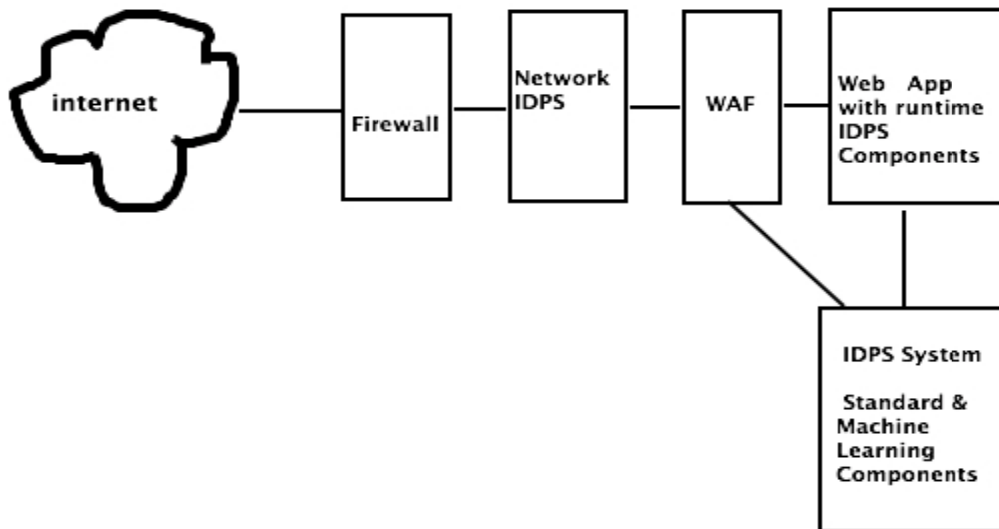 internet
Firewall
Network
IDPS
WAF
Web App
with runtime
IDPS
Components
IDPS System
Standard &
Machine
Learning
Components